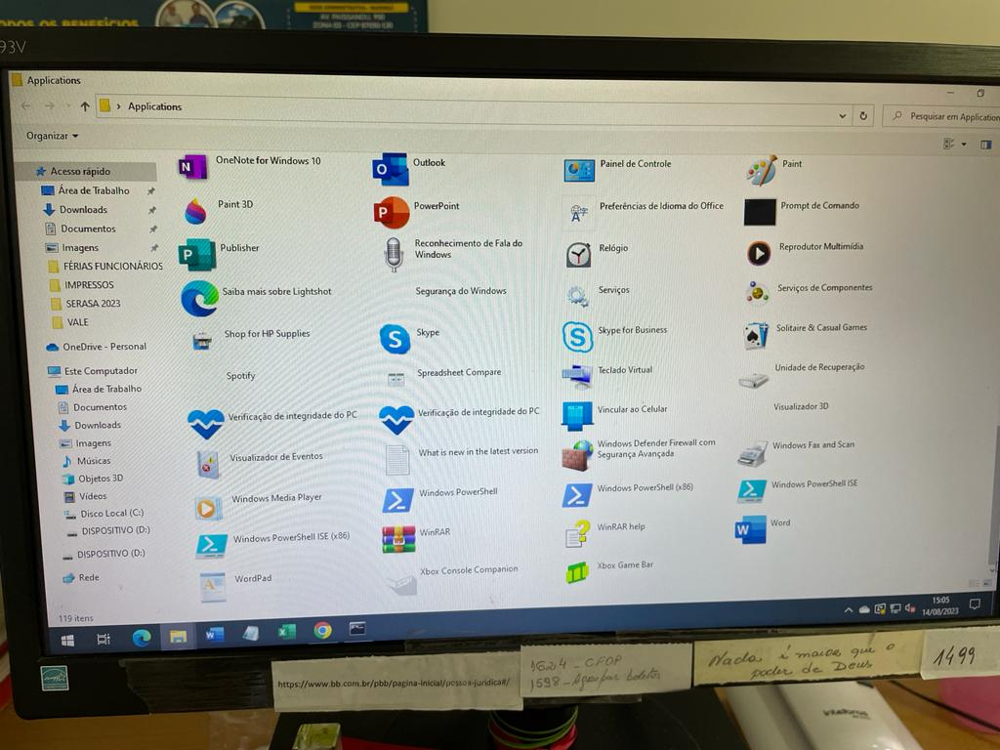 ODOS OS BENEFÍCIOS
AV. PAISSANDU, 990
93V
Applications
Applications
Pesquisar em Application
Organizar
Acesso rápido
Área de Trabalho
Downloads
Documentos
Imagens
FÉRIAS FUNCIONÁRIOS
IMPRESSOS
SERASA 2023
VALE
OneDrive - Personal
Este Computador
Área de Trabalho
Documentos
Downloads
Imagens
Músicas
Objetos 3D
Vídeos
Disco Local (C:)
DISPOSITIVO (D:)
DISPOSITIVO (D:)
Rede
119 itens
OneNote for Windows 10
Outlook
Painel de Controle
Paint
Paint 3D
PowerPoint
Preferências de Idioma do Office
Prompt de Comando
Publisher
Reconhecimento de Fala do
Windows
Relógio
Reprodutor Multimídia
Saiba mais sobre Lightshot
Segurança do Windows
Serviços
Serviços de Componentes
Shop for HP Supplies
Skype
Skype for Business
Solitaire & Casual Games
Spotify
Spreadsheet Compare
Teclado Virtual
Unidade de Recuperação
Verificação de integridade do PC
Verificação de integridade do PC
Vincular ao Celular
Visualizador 3D
Visualizador de Eventos
What is new in the latest version
Windows Defender Firewall com
Segurança Avançada
Windows Fax and Scan
Windows Media Player
Windows PowerShell
Windows PowerShell (x86)
Windows PowerShell ISE
Windows PowerShell ISE (x86)
WinRAR
WinRAR help
Word
WordPad
Xbox Console Companion
Xbox Game Bar
15:05
14/08/2023
https://www.bb.com.br/pbb/pagina-inicial/pessoa-juridica#/
1624 - CFOP
1598 - Agrupar boletos
Nada é maior que o
poder de Deus
1499
intelbras